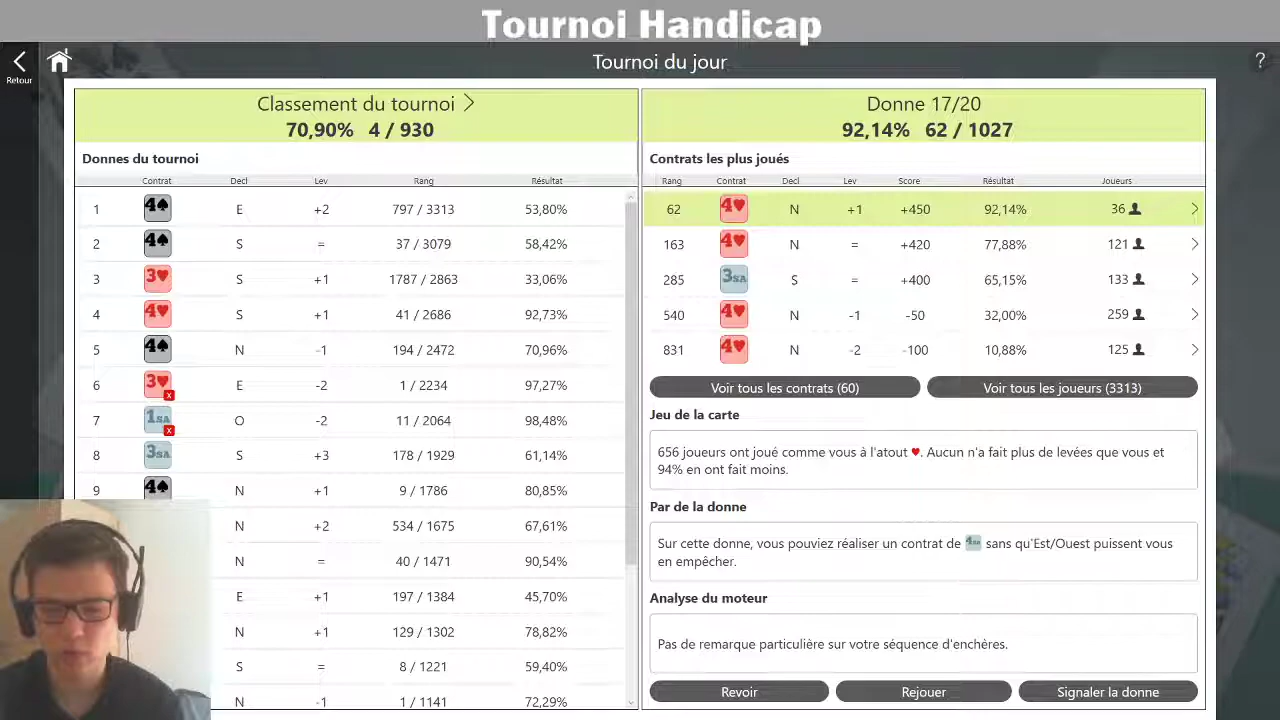 Tournoi Handicap
Retour
Tournoi du jour
?
Classement du tournoi
70,90% 4 / 930
Donnes du tournoi
Contrat Decl Lev Rang Résultat
1 4♠ E +2 797 / 3313 53,80%
2 4♠ S = 37 / 3079 58,42%
3 3♥ S +1 1787 / 2863 33,06%
4 4♥ S +1 41 / 2686 92,73%
5 4♠ N -1 194 / 2472 70,96%
6 3♥ x E -2 1 / 2234 97,27%
7 1SA x O -2 11 / 2064 98,48%
8 3SA S +3 178 / 1929 61,14%
9 4♠ N +1 9 / 1786 80,85%
N +2 534 / 1675 67,61%
N = 40 / 1471 90,54%
E +1 197 / 1384 45,70%
N +1 129 / 1302 78,82%
S = 8 / 1221 59,40%
N -1 1 / 1141 72,29%
Donne 17/20
92,14% 62 / 1027
Contrats les plus joués
Rang Contrat Decl Lev Score Résultat Joueurs
62 4♥ N +1 +450 92,14% 36
163 4♥ N = +420 77,88% 121
285 3SA S = +400 65,15% 133
540 4♥ N -1 -50 32,00% 259
831 4♥ N -2 -100 10,88% 125
Voir tous les contrats (60) Voir tous les joueurs (3313)
Jeu de la carte
656 joueurs ont joué comme vous à l'atout ♥. Aucun n'a fait plus de levées que vous et
94% en ont fait moins.
Par de la donne
Sur cette donne, vous pouviez réaliser un contrat de 4SA sans qu'Est/Ouest puissent vous
en empêcher.
Analyse du moteur
Pas de remarque particulière sur votre séquence d'enchères.
Revoir Rejouer Signaler la donne